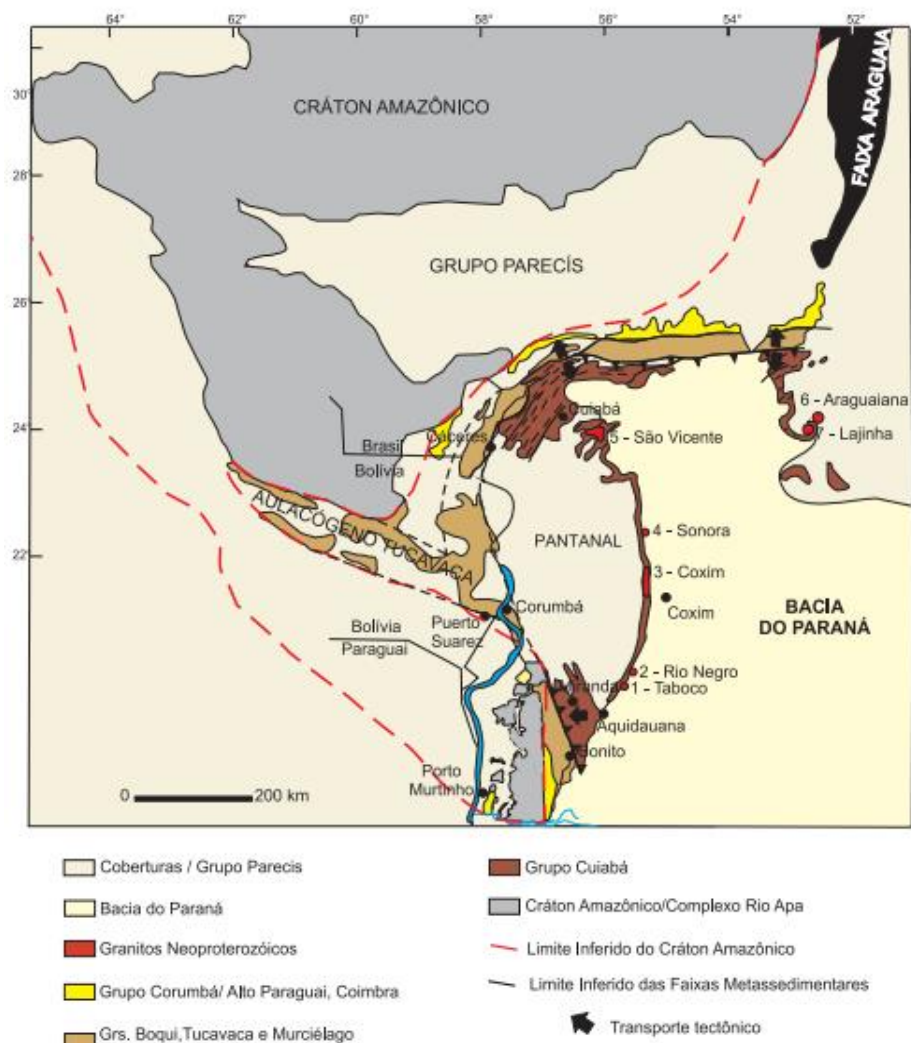 64° 62° 60° 58° 56° 54° 52°
30°
28°
26°
24°
22
CRÁTON AMAZÔNICO
FAIXA ARAGUAIA
GRUPO PARECÍS
Cuiabá
Cáceres
Brasil
Bolívia
5 - São Vicente
6 - Araguaiana
7 - Lajinha
AULACÓGENO TUCAVACA
PANTANAL
4 - Sonora
3 - Coxim
Coxim
Corumbá
Puerto
Suarez
Bolívia
Paraguai
BACIA
DO PARANÁ
2 - Rio Negro
1 - Taboco
Aquidauana
Bonito
Porto
Murtinho
0 200 km
Coberturas / Grupo Parecis
Bacia do Paraná
Granitos Neoproterozóicos
Grupo Corumbá/ Alto Paraguai, Coimbra
Grs. Boqui,Tucavaca e Murciélago
Grupo Cuiabá
Cráton Amazônico/Complexo Rio Apa
Limite Inferido do Cráton Amazônico
Limite Inferido das Faixas Metassedimentares
Transporte tectônico